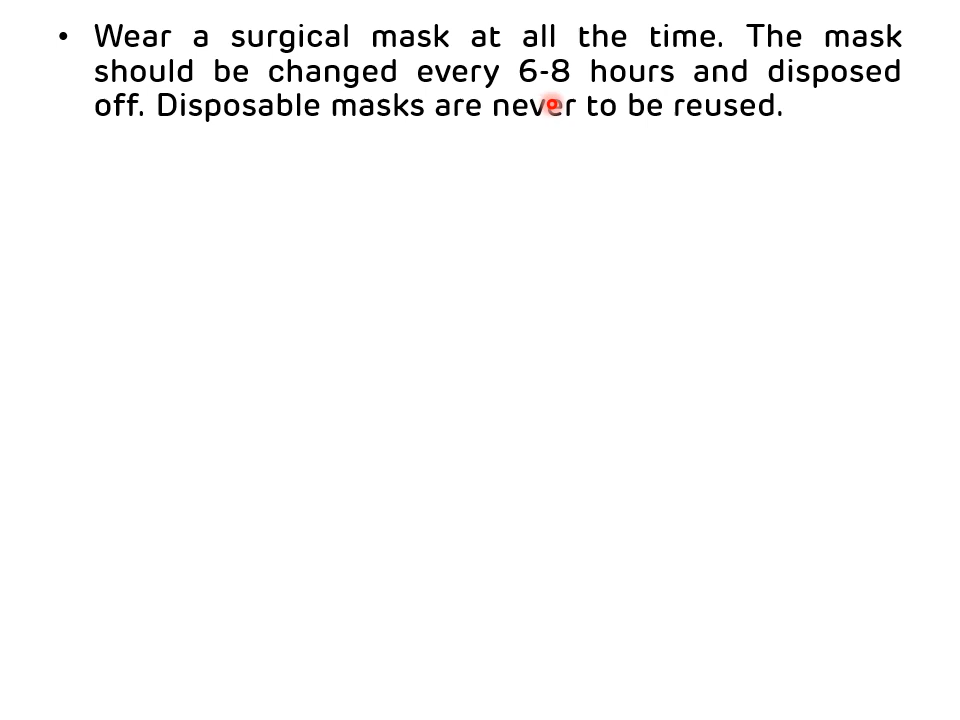 • Wear a surgical mask at all the time. The mask
should be changed every 6-8 hours and disposed
off. Disposable masks are never to be reused.